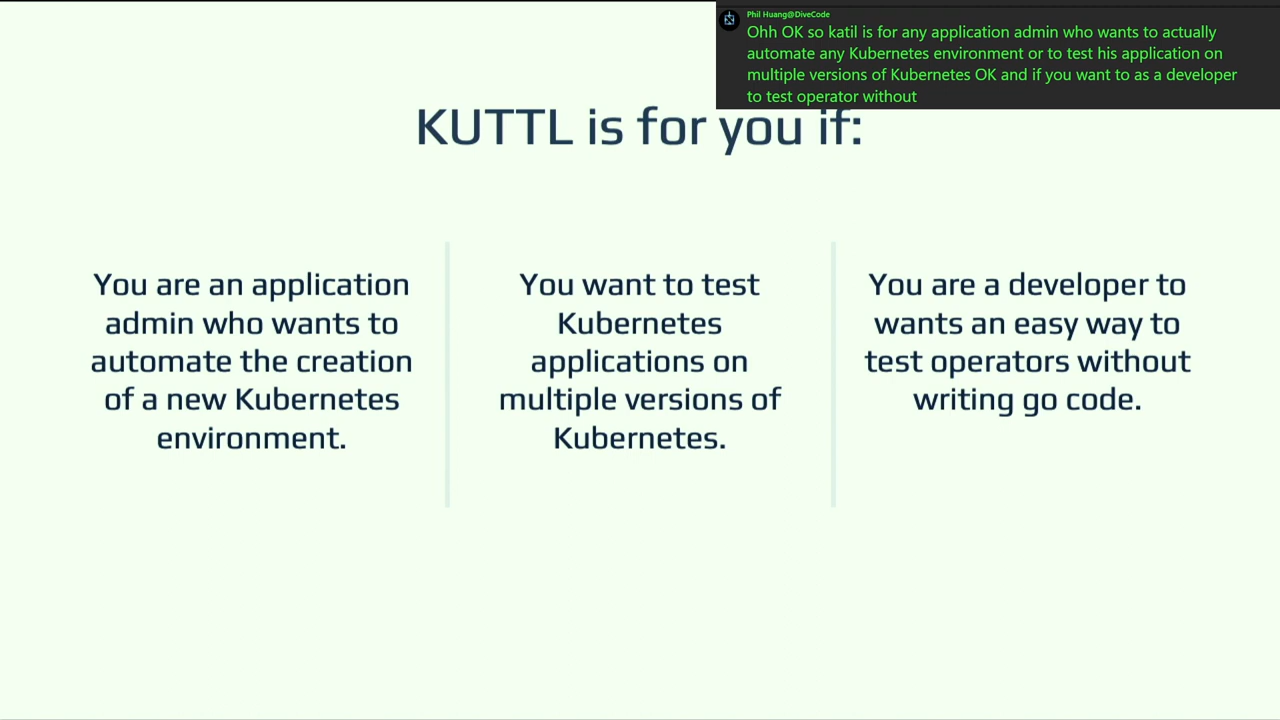 Phil Huang@DiveCode
Ohh OK so katil is for any application admin who wants to actually
automate any Kubernetes environment or to test his application on
multiple versions of Kubernetes OK and if you want to as a developer
to test operator without
KUTTL is for you if:
You are an application
admin who wants to
automate the creation
of a new Kubernetes
environment.
You want to test
Kubernetes
applications on
multiple versions of
Kubernetes.
You are a developer to
wants an easy way to
test operators without
writing go code.